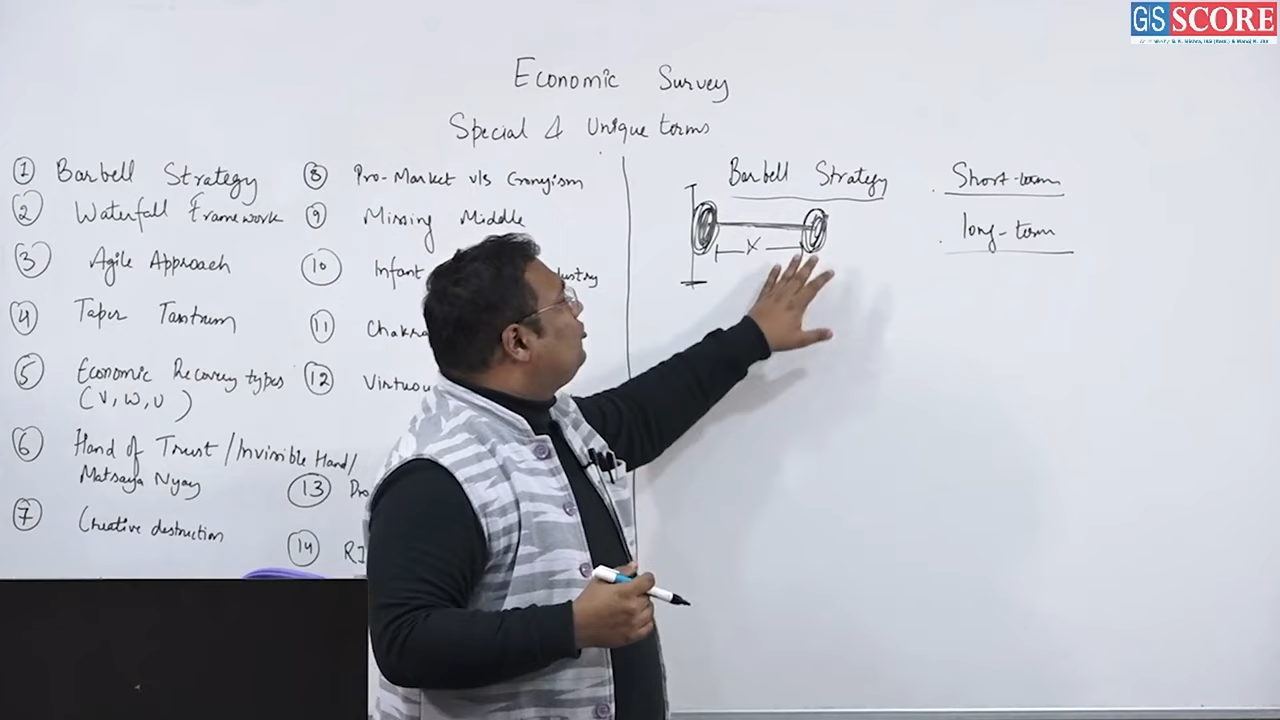 GS SCORE
Economic Survey
Special & Unique terms
1 Barbell Strategy
2 Waterfall Framework
3 Agile Approach
4 Taper Tantrum
5 Economic Recovery types
(V, W, U)
6 Hand of Trust / Invisible Hand /
Matsaya Nyay
7 Creative destruction
8 Pro-Market v/s Cronyism
9 Missing Middle
10 Infant
11 Chakra
12 Virtuou
13
14 RI
Barbell Strategy
X
Short-term
long-term